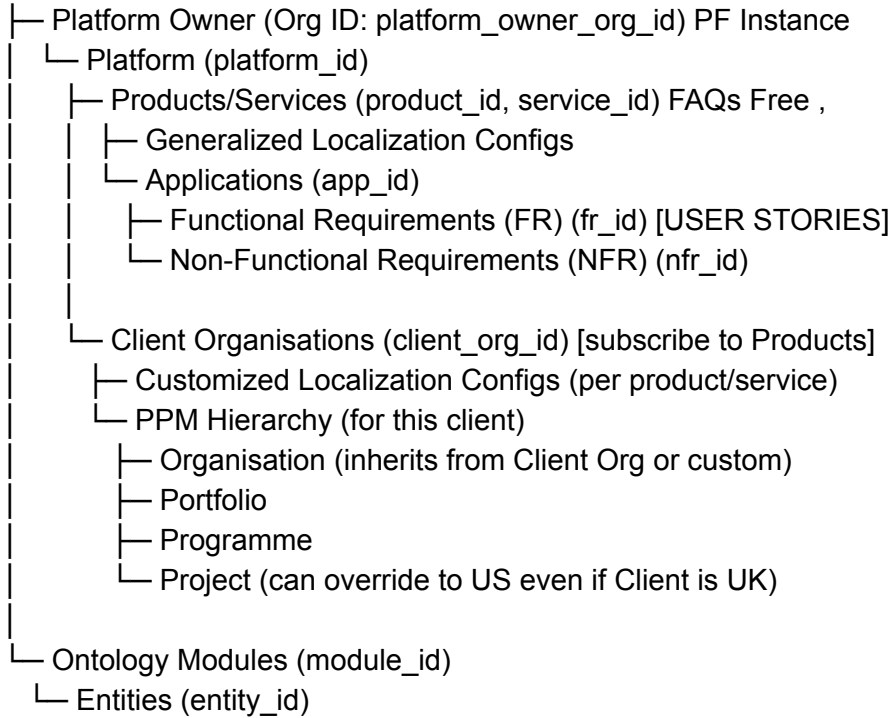 ├─ Platform Owner (Org ID: platform_owner_org_id) PF Instance
│  └─ Platform (platform_id)
│     ├─ Products/Services (product_id, service_id) FAQs Free ,
│     │  ├─ Generalized Localization Configs
│     │  └─ Applications (app_id)
│     │     ├─ Functional Requirements (FR) (fr_id) [USER STORIES]
│     │     └─ Non-Functional Requirements (NFR) (nfr_id)
│     │
│     └─ Client Organisations (client_org_id) [subscribe to Products]
│        ├─ Customized Localization Configs (per product/service)
│        └─ PPM Hierarchy (for this client)
│           ├─ Organisation (inherits from Client Org or custom)
│           ├─ Portfolio
│           ├─ Programme
│           └─ Project (can override to US even if Client is UK)
│
└─ Ontology Modules (module_id)
   └─ Entities (entity_id)